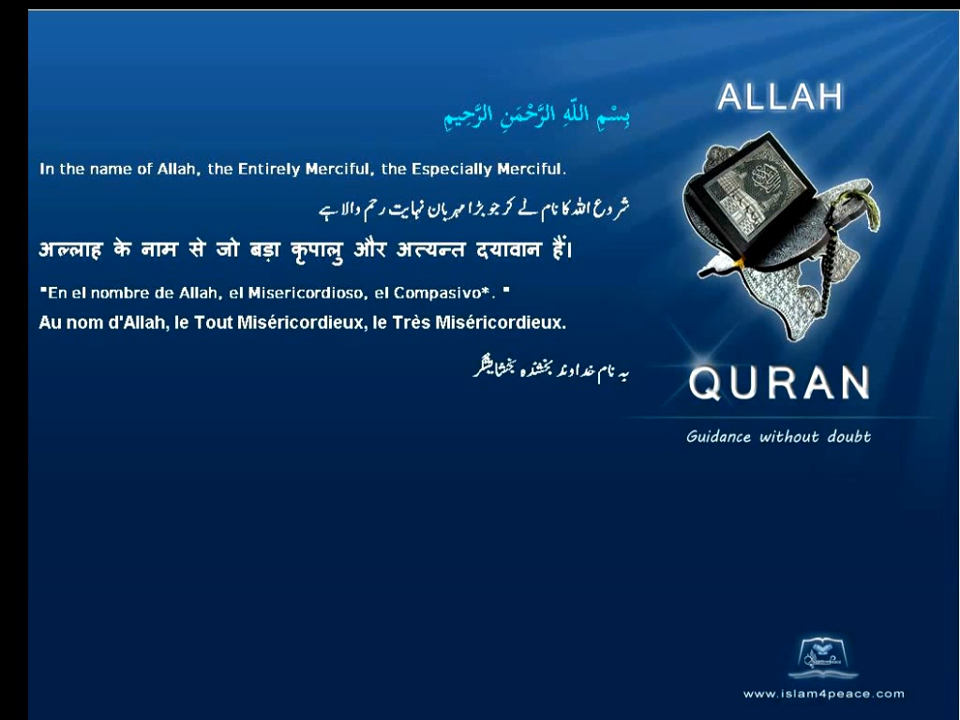 بِسْمِ اللّهِ الرَّحْمَنِ الرَّحِيمِ
In the name of Allah, the Entirely Merciful, the Especially Merciful.
شروع اللہ کا نام لے کر جو بڑا مہربان نہایت رحم والا ہے
अल्लाह के नाम से जो बड़ा कृपालु और अत्यन्त दयावान हैं।
"En el nombre de Allah, el Misericordioso, el Compasivo*. "
Au nom d'Allah, le Tout Miséricordieux, le Très Miséricordieux.
به نام خداوند بخشنده بخشایشگر
ALLAH
QURAN
Guidance without doubt
www.islam4peace.com